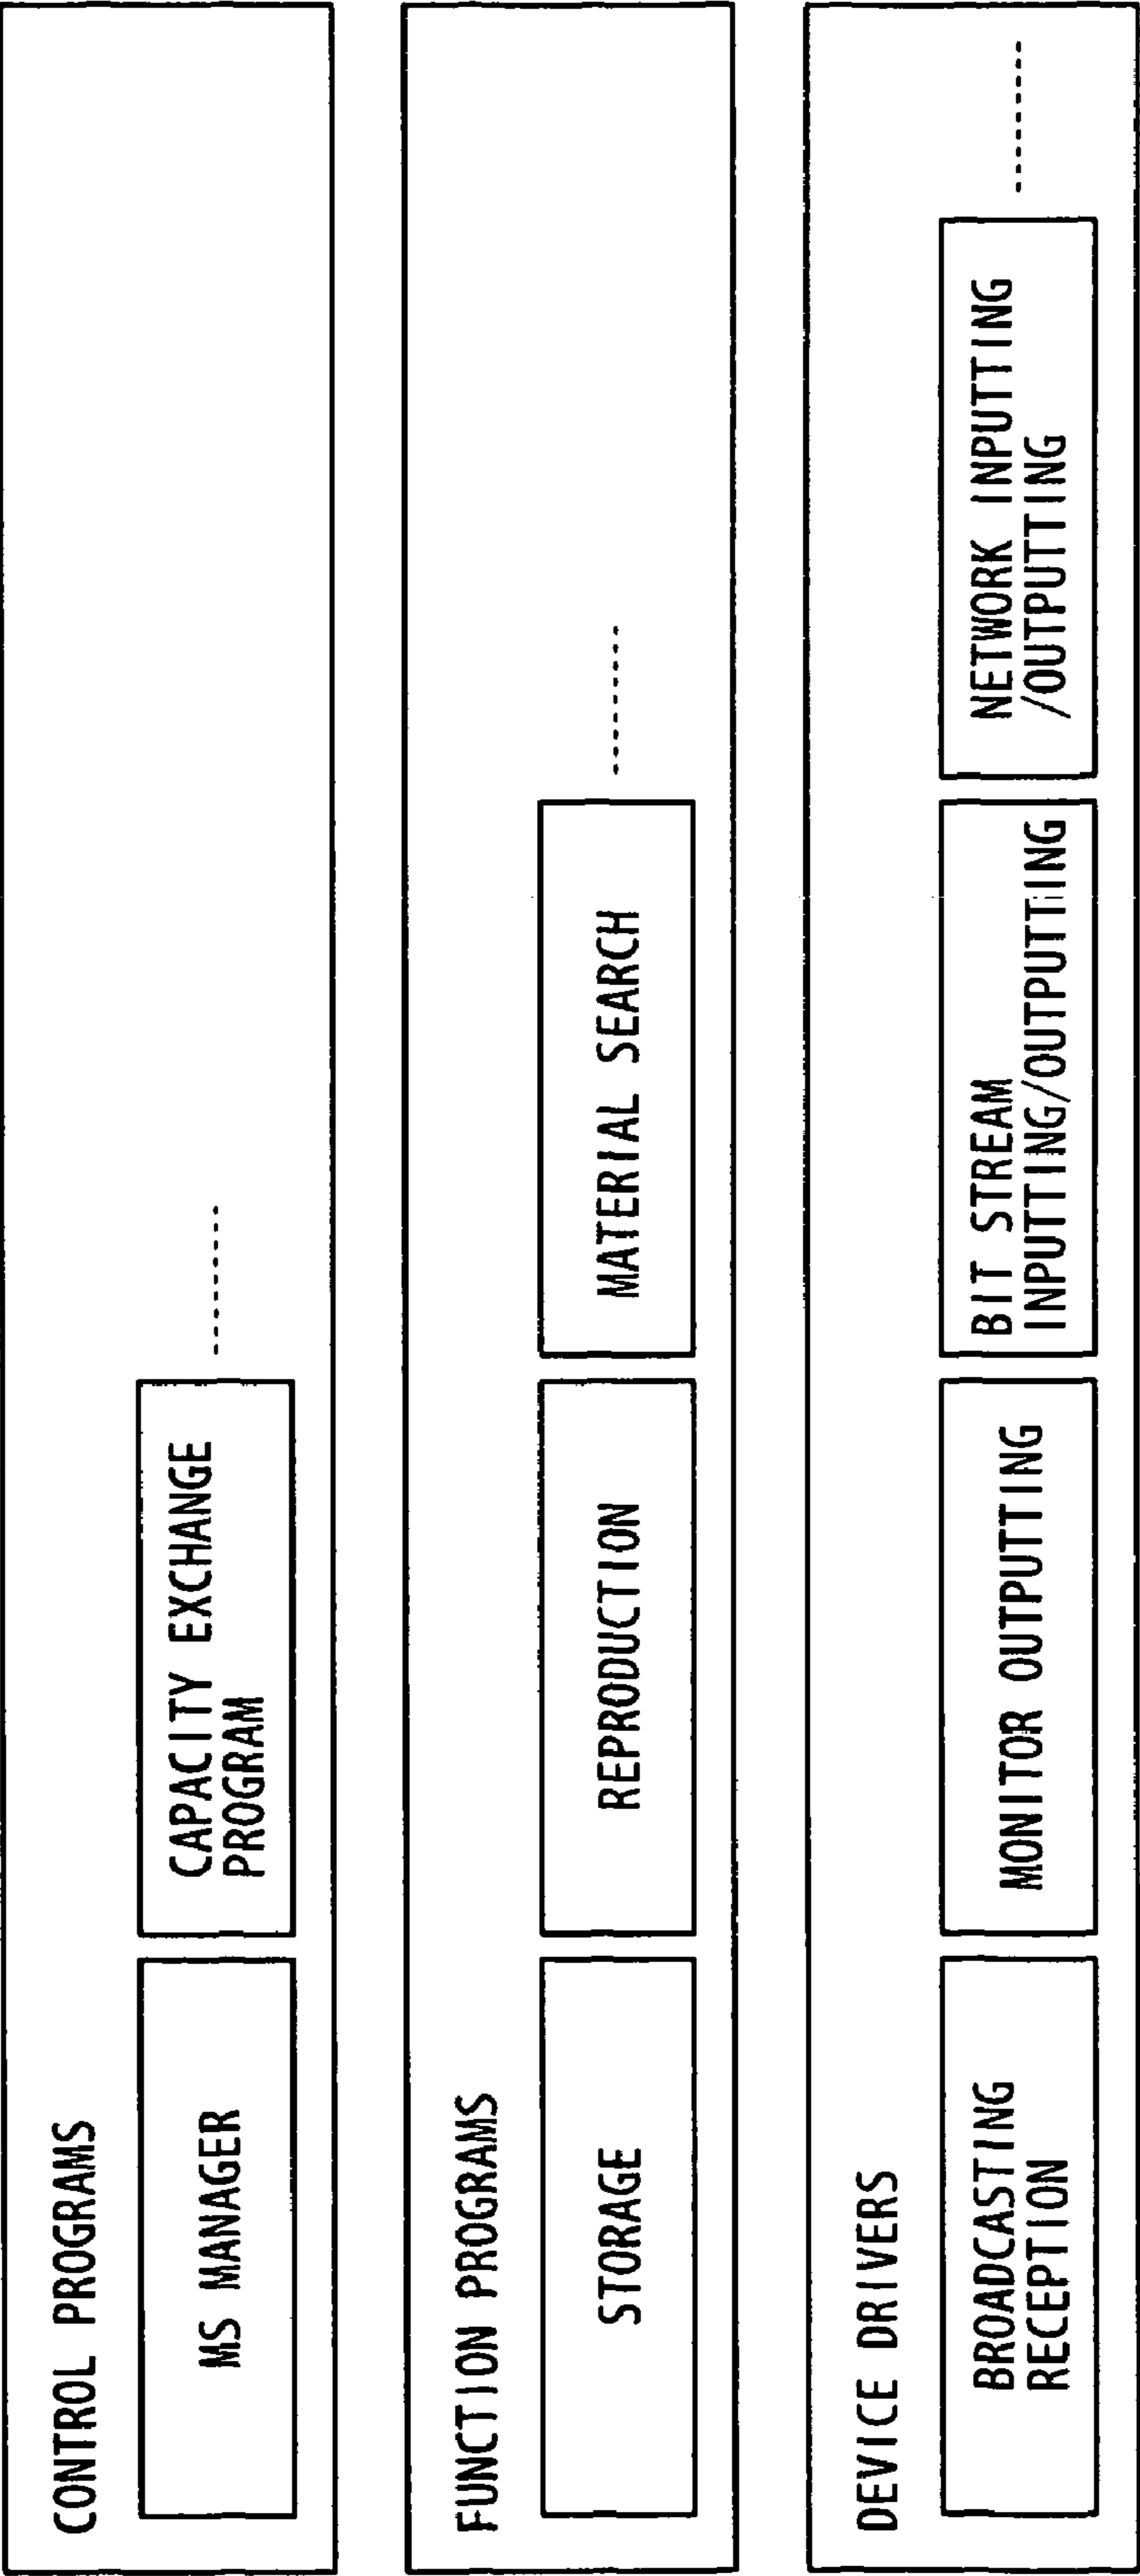 CONTROL PROGRAMS
MS MANAGER
CAPACITY EXCHANGE
PROGRAM
FUNCTION PROGRAMS
STORAGE
REPRODUCTION
MATERIAL SEARCH
DEVICE DRIVERS
BROADCASTING
RECEPTION
MONITOR OUTPUTTING
BIT STREAM
INPUTTING/OUTPUTTING
NETWORK INPUTTING
/OUTPUTTING